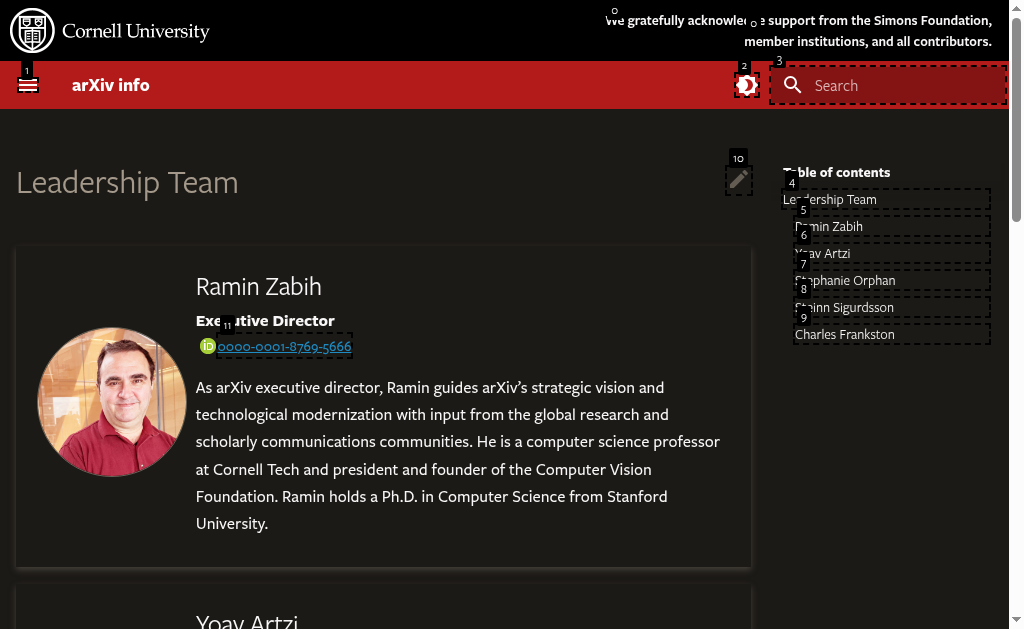 Cornell University
We gratefully acknowledge support from the Simons Foundation,
member institutions, and all contributors.
0
0
1
arXiv info
2
3
Search
10
Leadership Team
Table of contents
4
Leadership Team
5
Ramin Zabih
6
Yoav Artzi
7
Stephanie Orphan
8
Steinn Sigurdsson
9
Charles Frankston
Ramin Zabih
Executive Director
11
iD 0000-0001-8769-5666
As arXiv executive director, Ramin guides arXiv's strategic vision and
technological modernization with input from the global research and
scholarly communications communities. He is a computer science professor
at Cornell Tech and president and founder of the Computer Vision
Foundation. Ramin holds a Ph.D. in Computer Science from Stanford
University.
Yoav Artzi